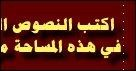 اكتب النصوص ا
في هذه المساحة م